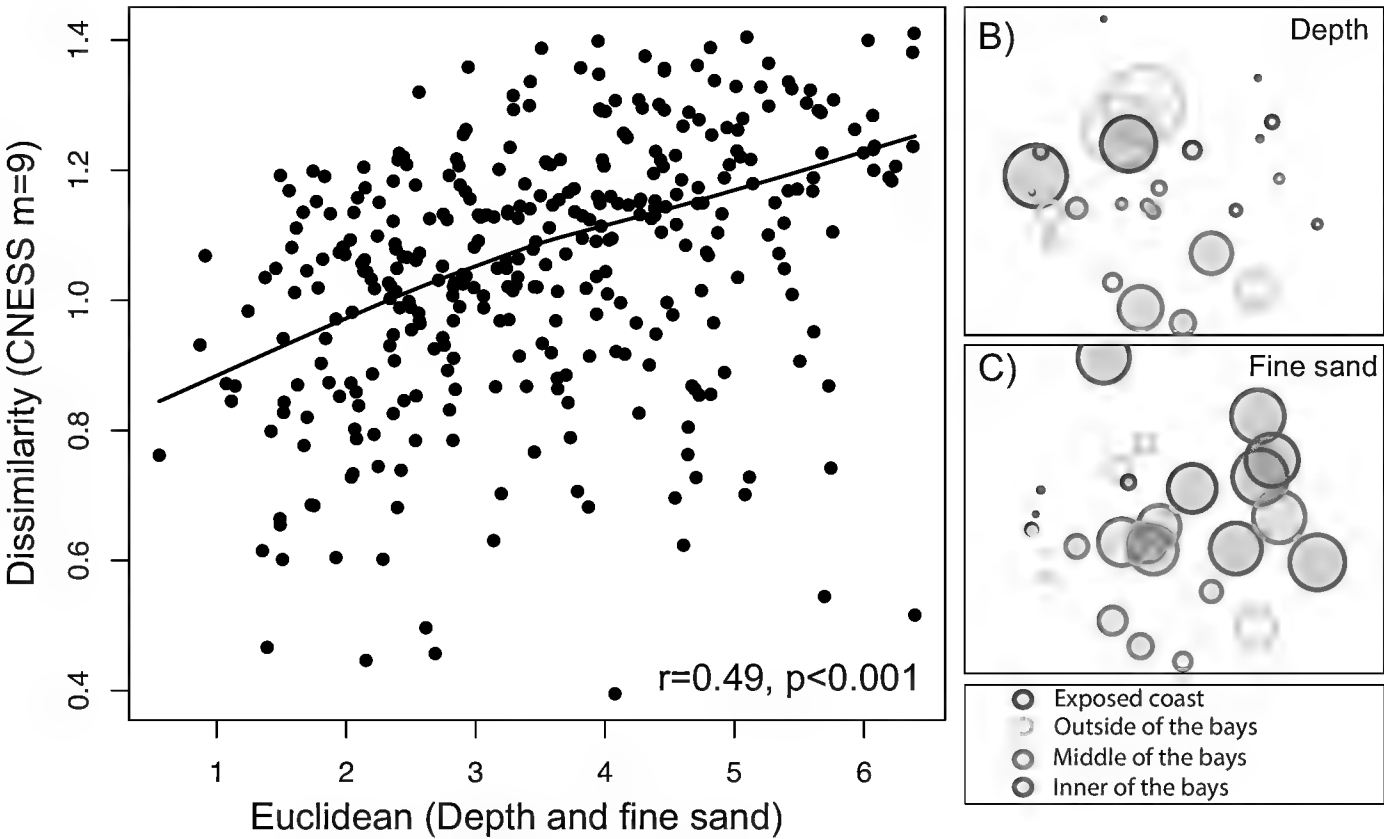 Dissimilarity (CNESS m=9)
1.4
1.2
1.0
0.8
0.6
0.4
r=0.49, p<0.001
1 2 3 4 5 6
Euclidean (Depth and fine sand)
B) Depth
C) Fine sand
Exposed coast
Outside of the bays
Middle of the bays
Inner of the bays